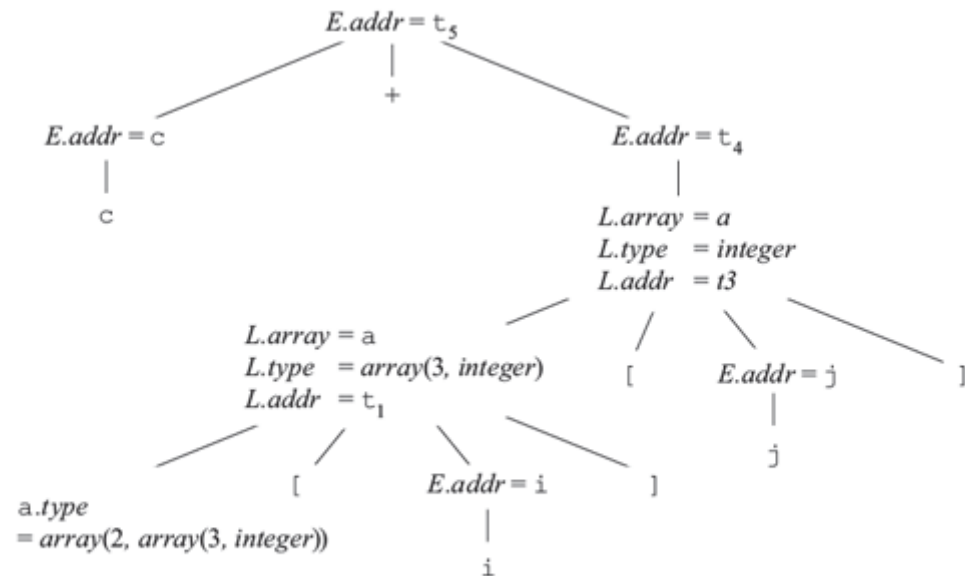 E.addr = t₅
+
E.addr = c
E.addr = t₄
c
L.array = a
L.type = integer
L.addr = t3
L.array = a
L.type = array(3, integer)
L.addr = t₁
[
E.addr = j
]
j
a.type
= array(2, array(3, integer))
[
E.addr = i
]
i